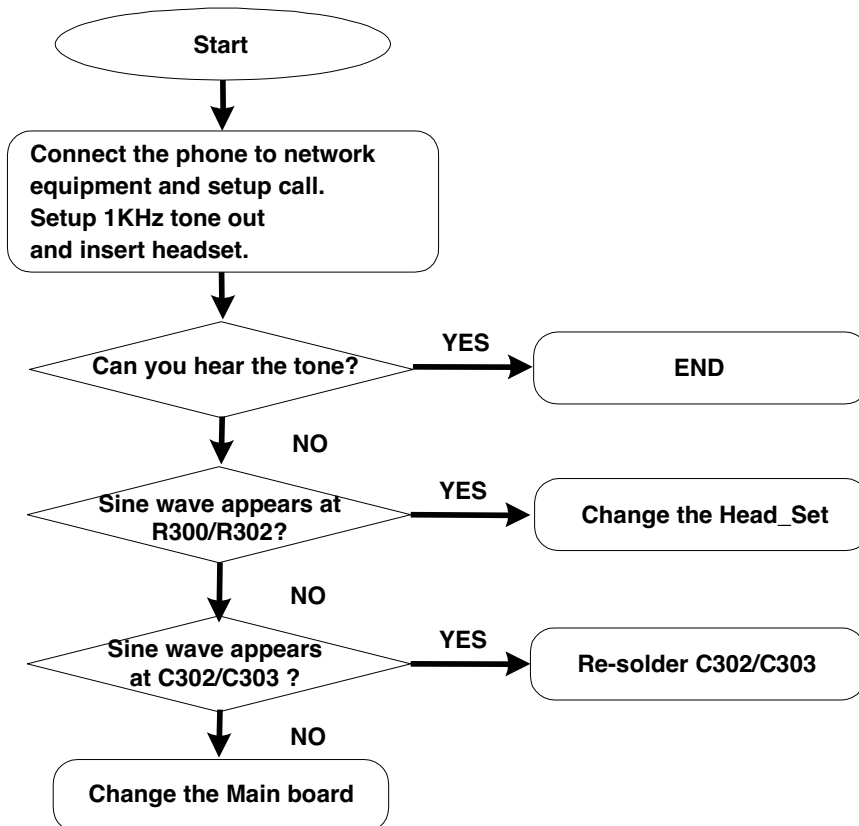 Start
Connect the phone to network
equipment and setup call.
Setup 1KHz tone out
and insert headset.
Can you hear the tone?
YES
END
NO
Sine wave appears at
R300/R302?
YES
Change the Head_Set
NO
Sine wave appears
at C302/C303 ?
YES
Re-solder C302/C303
NO
Change the Main board